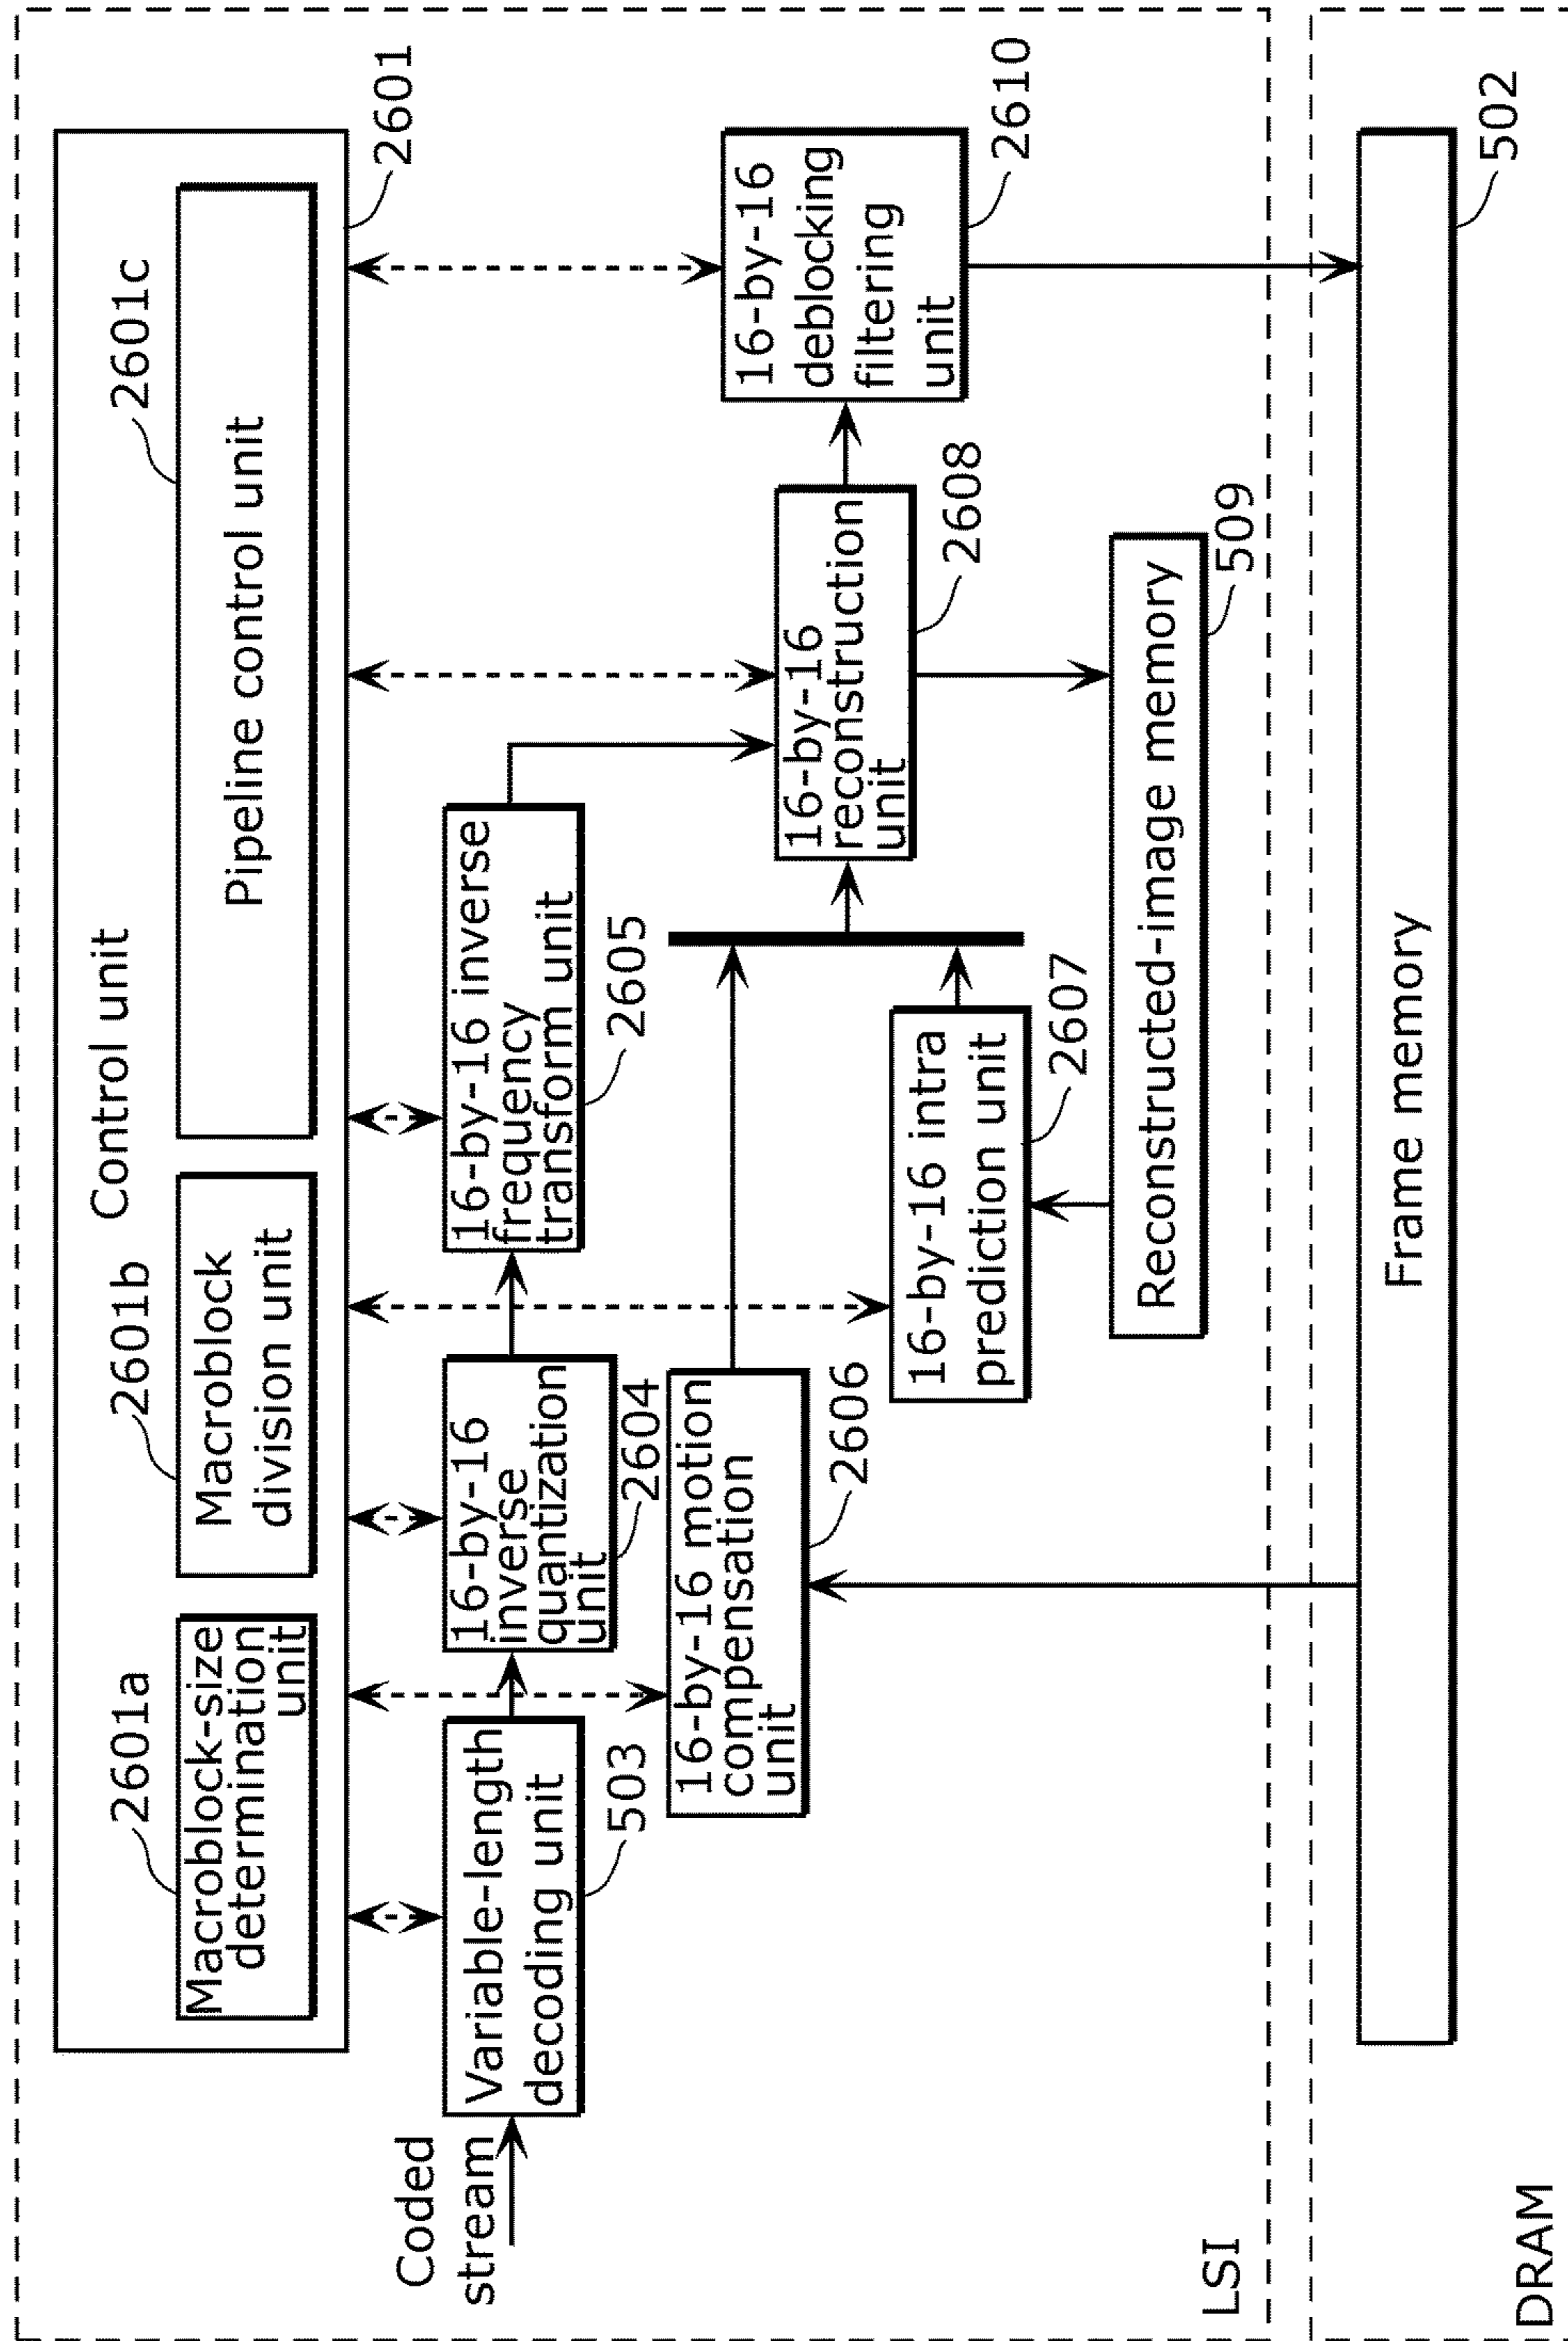 Control unit
2601
2601a
Macroblock-size
determination
unit
2601b
Macroblock
division unit
2601c
Pipeline control unit
Coded
stream
Variable-length
decoding unit
503
16-by-16
inverse
quantization
unit
2604
16-by-16 inverse
frequency
transform unit
2605
16-by-16 motion
compensation
unit
2606
16-by-16 intra
prediction unit
2607
16-by-16
reconstruction
unit
2608
16-by-16
deblocking
filtering
unit
2610
Reconstructed-image memory
509
LSI
Frame memory
502
DRAM